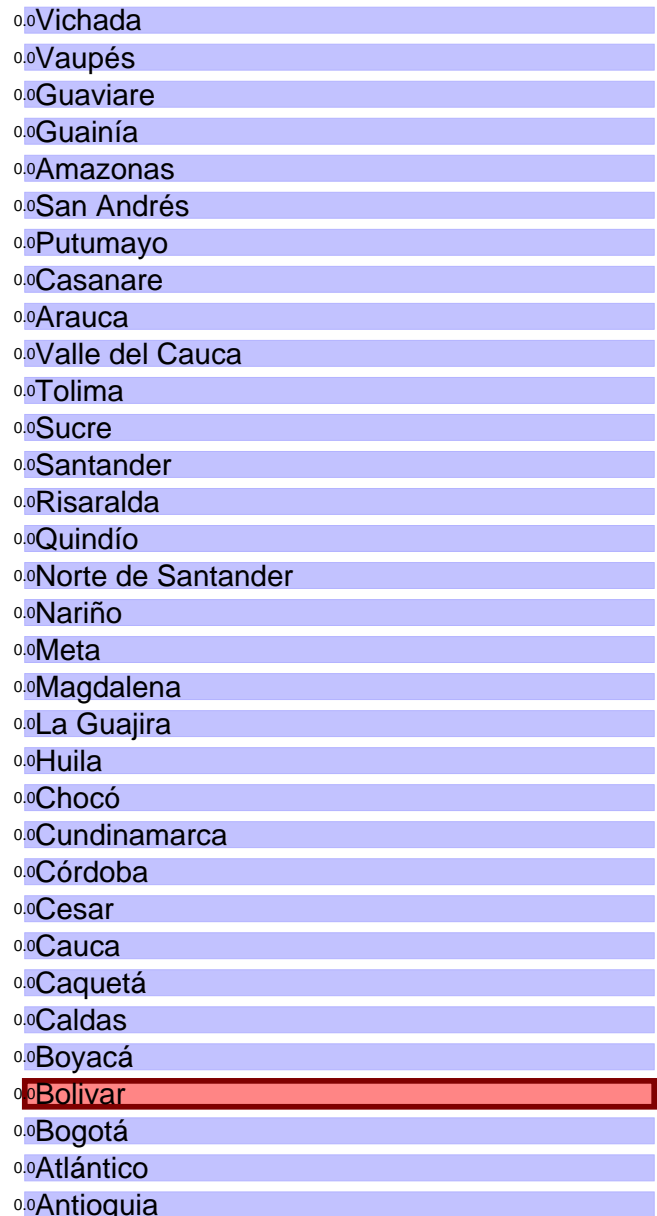 0.0Vichada
0.0Vaupés
0.0Guaviare
0.0Guainía
0.0Amazonas
0.0San Andrés
0.0Putumayo
0.0Casanare
0.0Arauca
0.0Valle del Cauca
0.0Tolima
0.0Sucre
0.0Santander
0.0Risaralda
0.0Quindío
0.0Norte de Santander
0.0Nariño
0.0Meta
0.0Magdalena
0.0La Guajira
0.0Huila
0.0Chocó
0.0Cundinamarca
0.0Córdoba
0.0Cesar
0.0Cauca
0.0Caquetá
0.0Caldas
0.0Boyacá
0.0Bolivar
0.0Bogotá
0.0Atlántico
0.0Antioquia